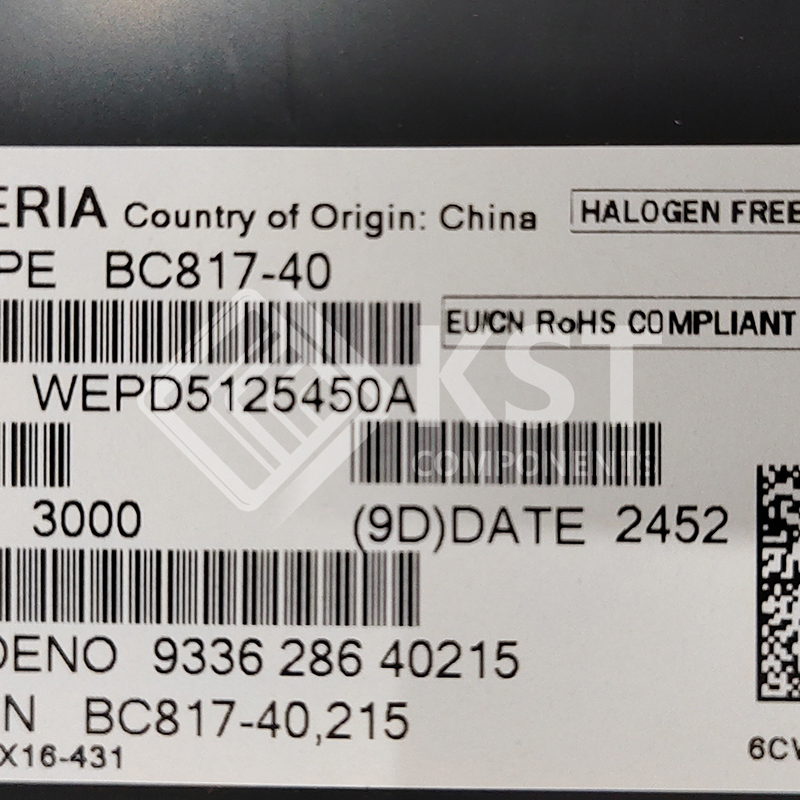 ERIA Country of Origin: China
HALOGEN FREE
PE BC817-40
EU/CN RoHS COMPLIANT
WEPD5125450A
KST
COMPONENTS
3000 (9D)DATE 2452
DENO 9336 286 40215
N BC817-40,215
X16-431
6CV